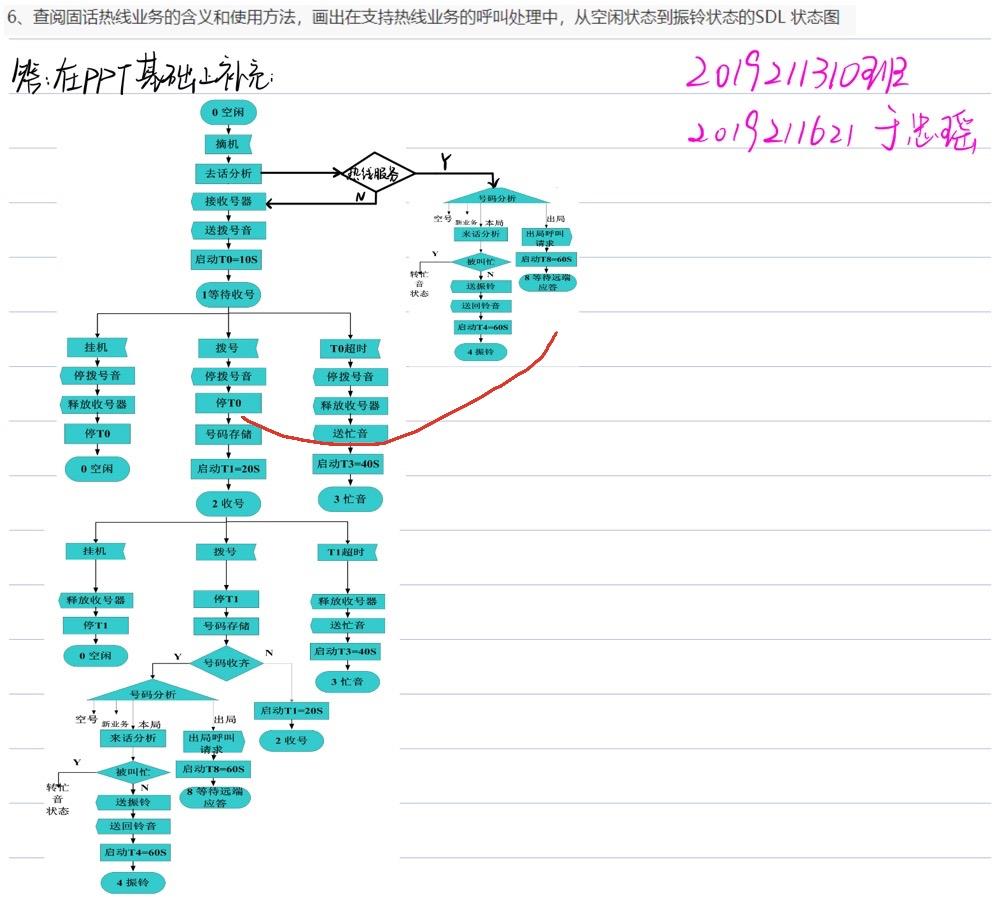 6、查阅固话热线业务的含义和使用方法，画出在支持热线业务的呼叫处理中，从空闲状态到振铃状态的SDL 状态图
答:在PPT基础上补充:
2019211310班
2019211621 于忠瑶
0 空闲
摘机
去话分析
热线服务
Y
N
接收号器
送拨号音
启动T0=10S
1等待收号
号码分析
空号
新业务
本局
出局
来话分析
出局呼叫
请求
Y
被叫忙
启动T8=60S
转忙
音
状态
N
送振铃
8 等待远端
应答
送回铃音
启动T4=60S
4 振铃
挂机
拨号
T0超时
停拨号音
停拨号音
停拨号音
释放收号器
停T0
释放收号器
停T0
号码存储
送忙音
0 空闲
启动T1=20S
启动T3=40S
2 收号
3 忙音
挂机
拨号
T1超时
释放收号器
停T1
释放收号器
停T1
号码存储
送忙音
0 空闲
Y
号码收齐
N
启动T3=40S
3 忙音
号码分析
启动T1=20S
2 收号
空号
新业务
本局
出局
来话分析
出局呼叫
请求
Y
被叫忙
启动T8=60S
转忙
音
状态
N
送振铃
8 等待远端
应答
送回铃音
启动T4=60S
4 振铃